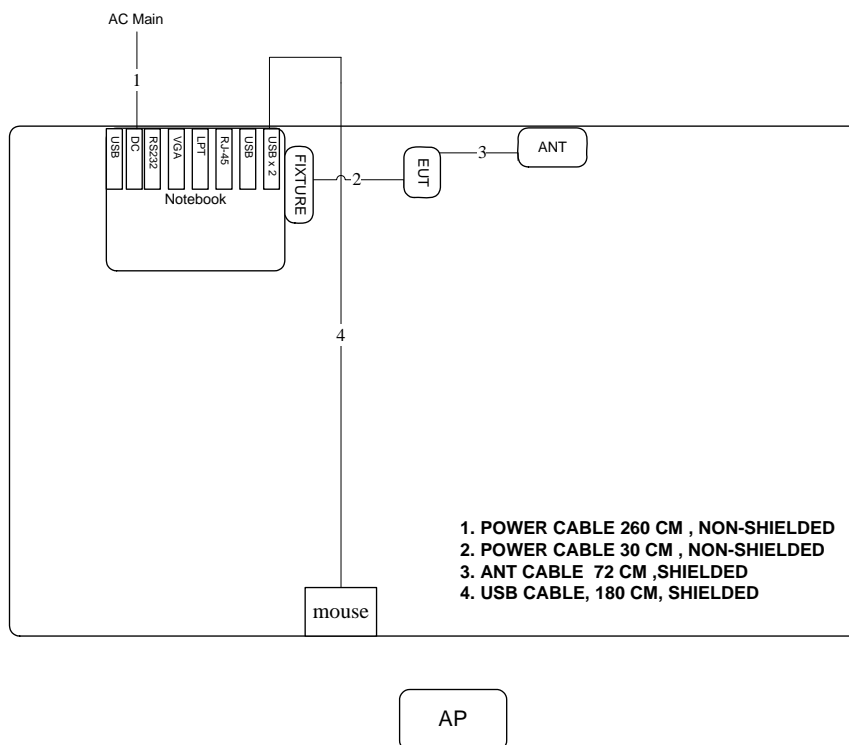 AC Main
1
USB
DC
RS232
VGA
LPT
RJ-45
USB
USB x 2
Notebook
FIXTURE
2
EUT
3
ANT
4
1. POWER CABLE 260 CM , NON-SHIELDED
2. POWER CABLE 30 CM , NON-SHIELDED
3. ANT CABLE  72 CM ,SHIELDED
4. USB CABLE, 180 CM, SHIELDED
mouse
AP